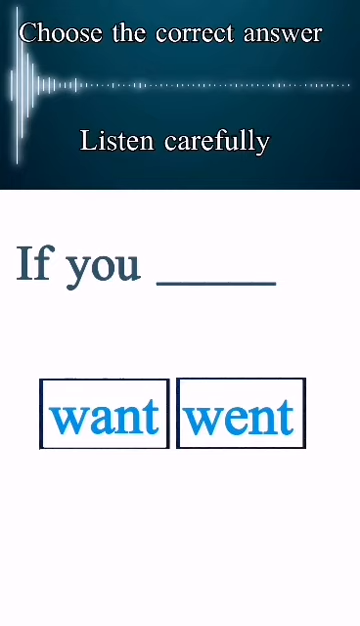 Choose the correct answer
Listen carefully
If you _____
want went